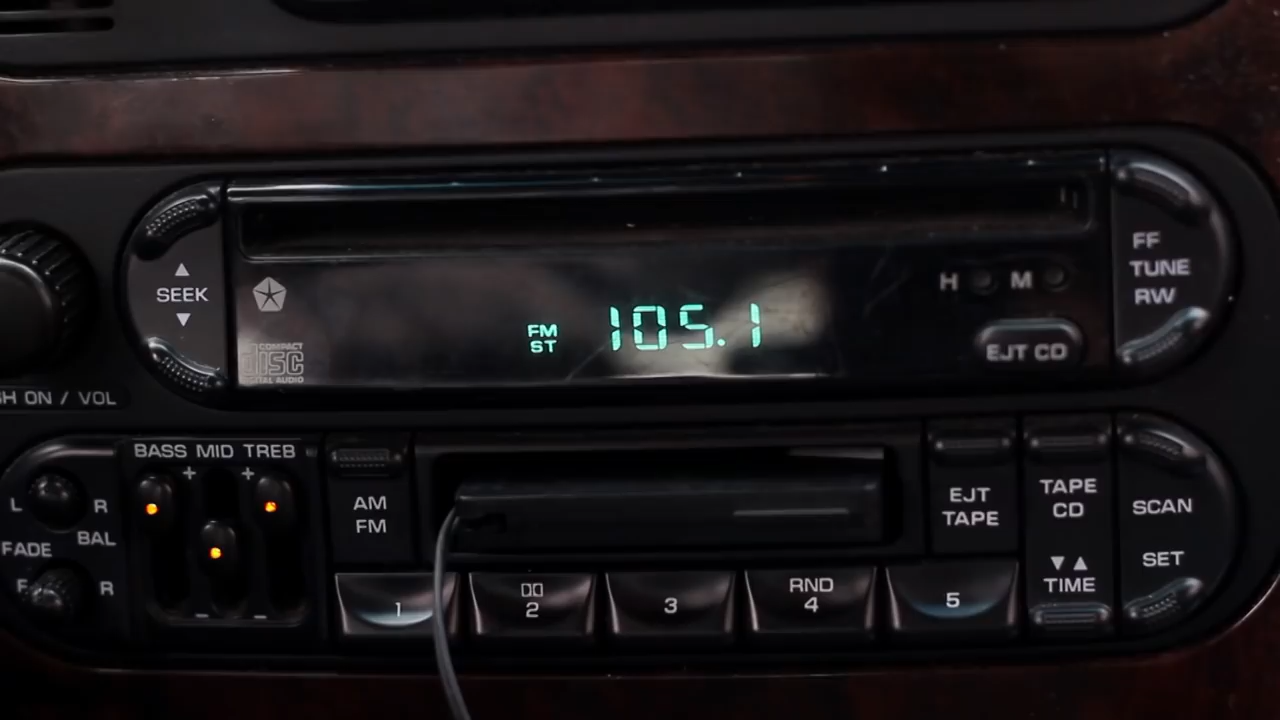 SEEK
FM
ST
105.1
H M
EJT CD
FF
TUNE
RW
COMPACT
DISC
DIGITAL AUDIO
ON / VOL
BASS MID TREB
+ +
L R
BAL
FADE
F R
- -
AM
FM
EJT
TAPE
TAPE
CD
TIME
SCAN
SET
1
2
3
RND
4
5